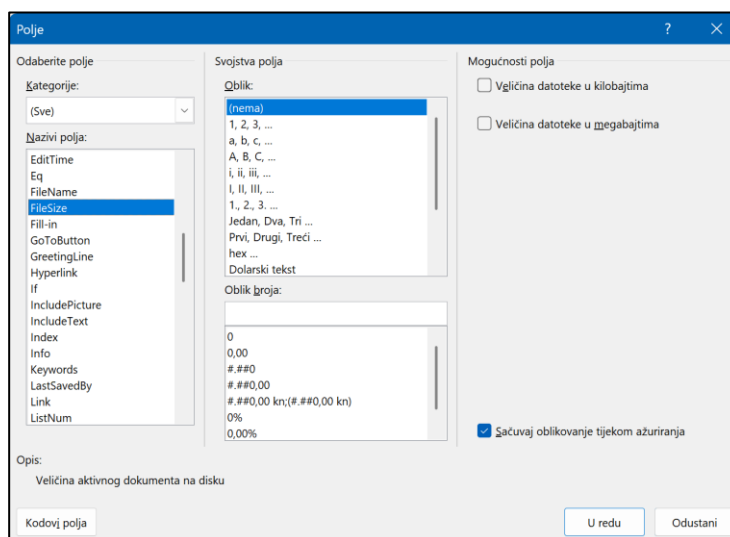 Polje
Odaberite polje
Kategorije:
(Sve)
Nazivi polja:
EditTime
Eq
FileName
FileSize
Fill-in
GoToButton
GreetingLine
Hyperlink
If
IncludePicture
IncludeText
Index
Info
Keywords
LastSavedBy
Link
ListNum
Svojstva polja
Oblik:
(nema)
1, 2, 3, ...
a, b, c, ...
A, B, C, ...
i, ii, iii, ...
I, II, III, ...
1., 2., 3. ...
Jedan, Dva, Tri ...
Prvi, Drugi, Treći ...
hex ...
Dolarski tekst
Oblik broja:
0
0,00
#.##0
#.##0,00
#.##0,00 kn;(#.##0,00 kn)
0%
0,00%
Mogućnosti polja
Veličina datoteke u kilobajtima
Veličina datoteke u megabajtima
Sačuvaj oblikovanje tijekom ažuriranja
Opis:
Veličina aktivnog dokumenta na disku
Kodovi polja
U redu
Odustani